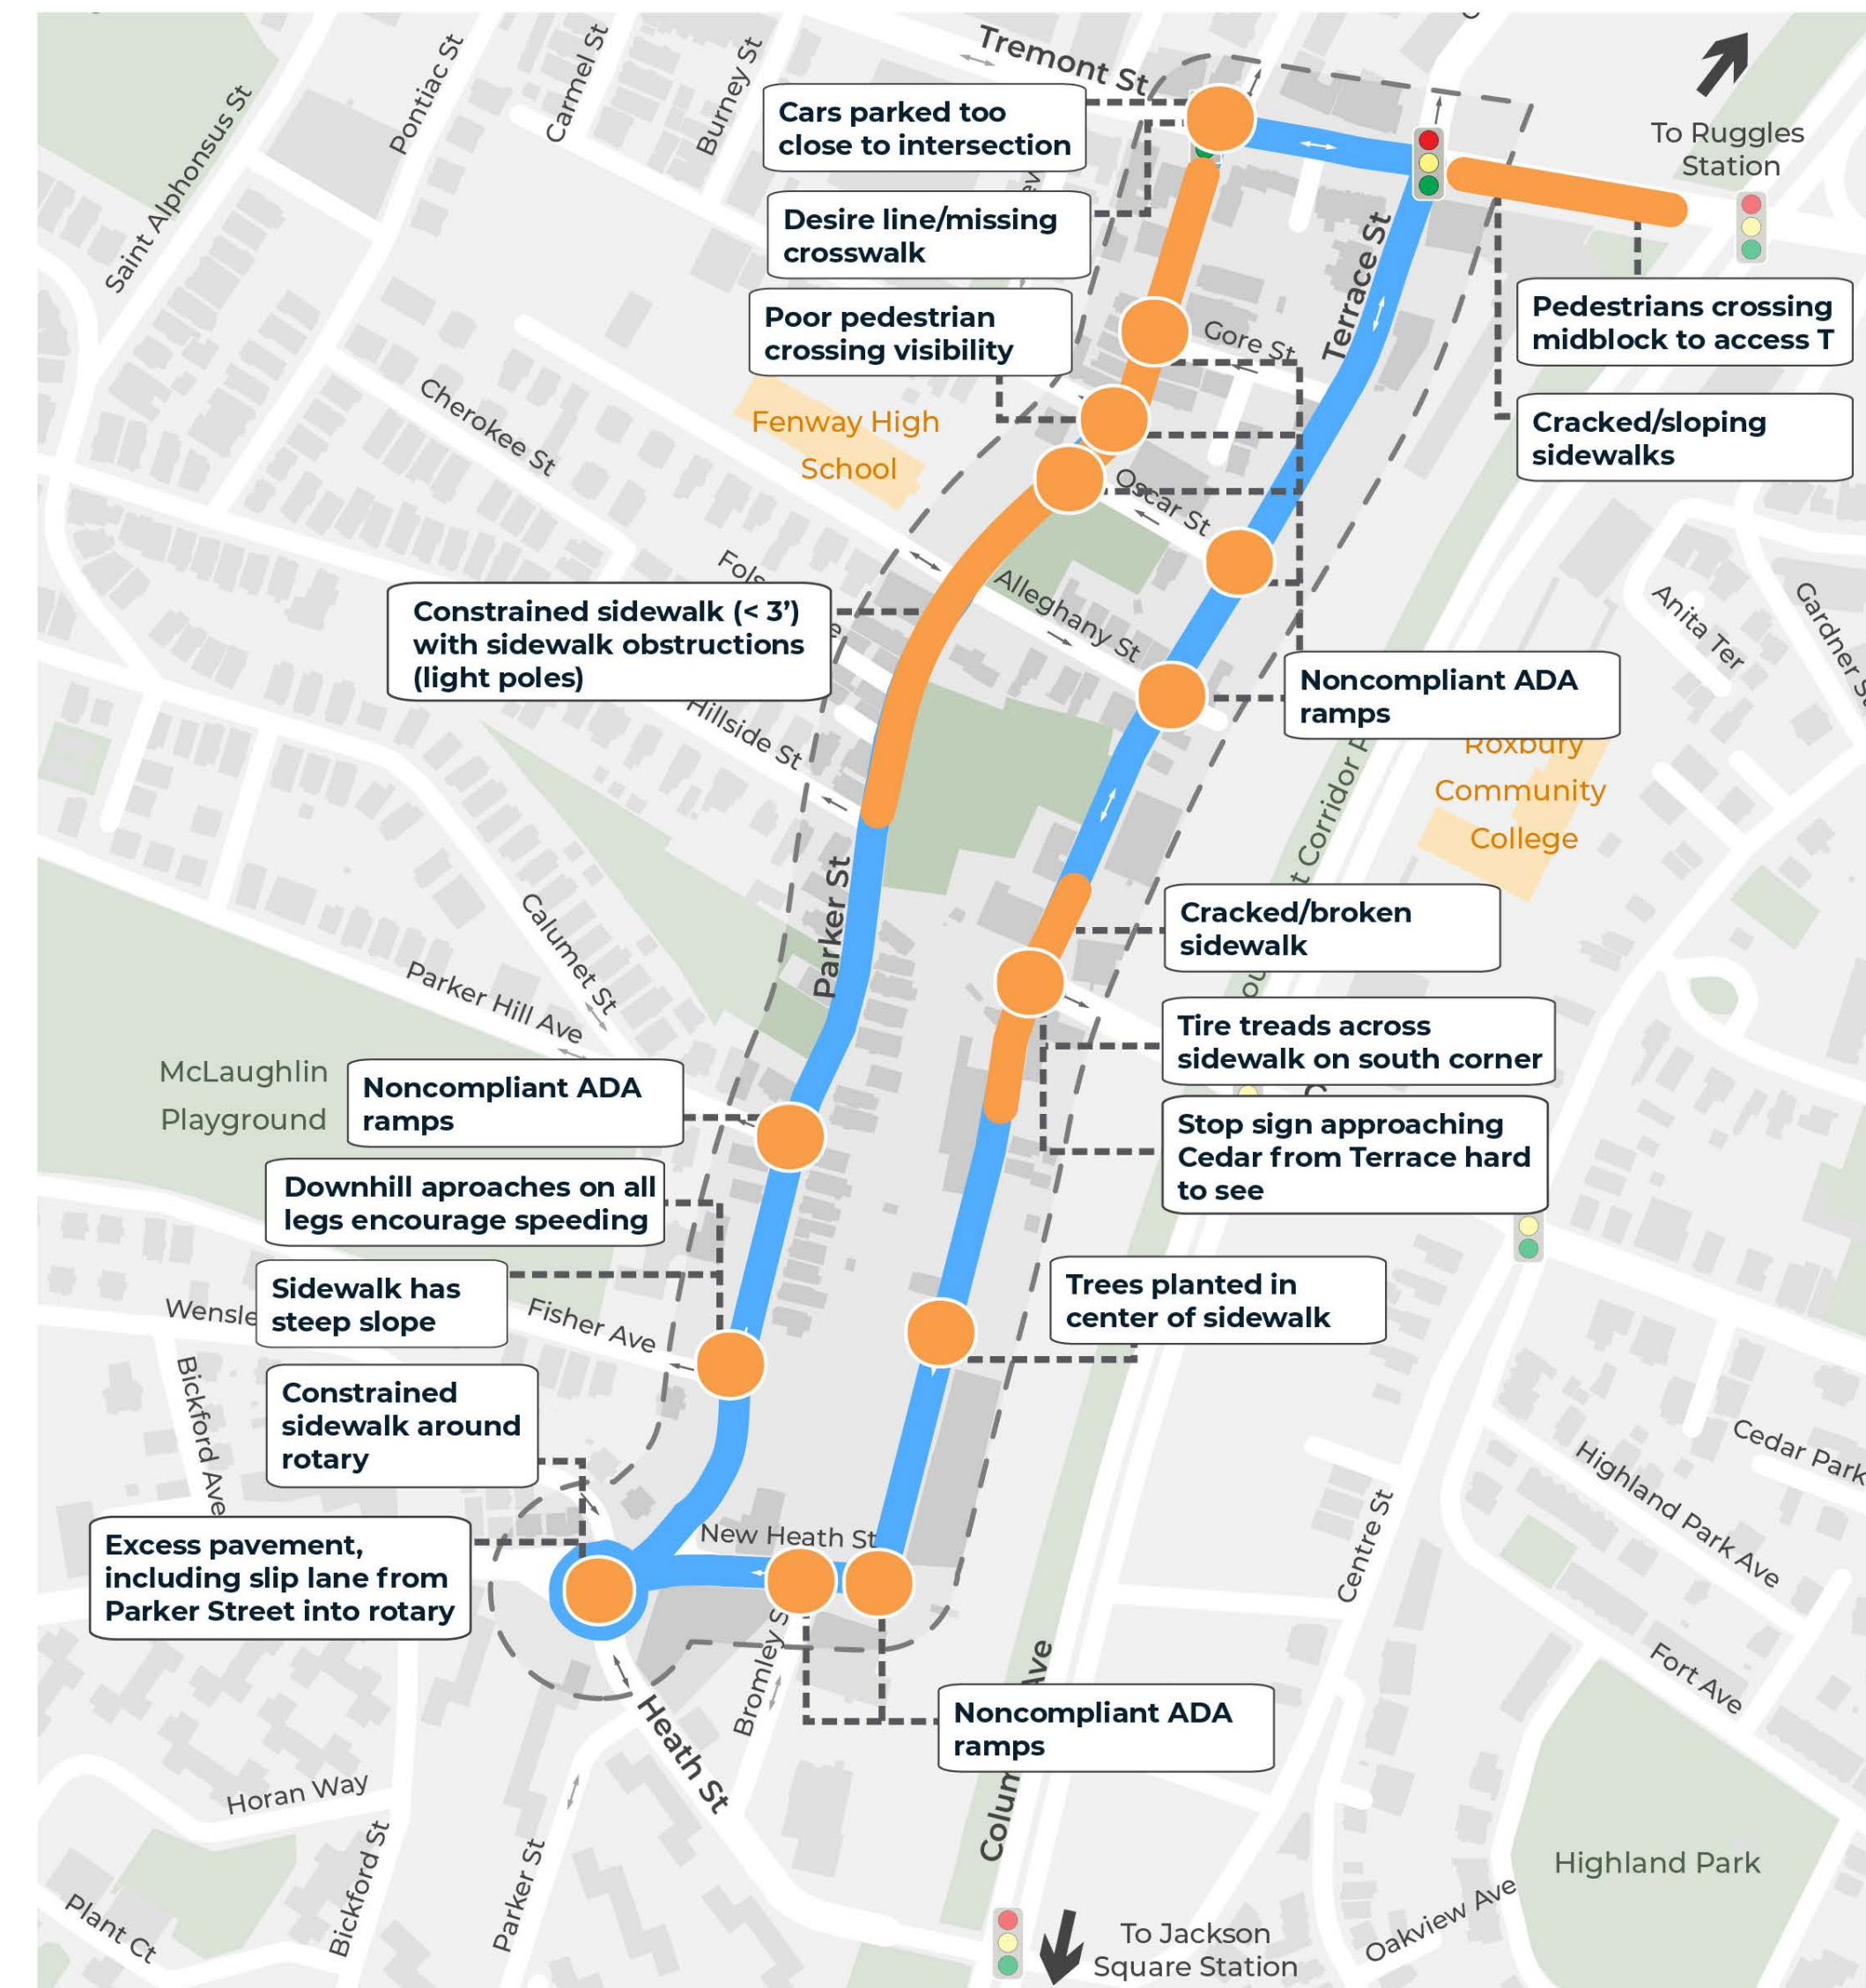 Tremont St
Saint Alphonsus St
Pontiac St
Carmel St
Burney St
Cars parked too
close to intersection
To Ruggles
Station
Desire line/missing
crosswalk
Terrace St
Poor pedestrian
crossing visibility
Gore St
Pedestrians crossing
midblock to access T
Cracked/sloping
sidewalks
Cherokee St
Fenway High
School
Oscar St
Alleghany St
Constrained sidewalk (< 3’)
with sidewalk obstructions
(light poles)
Anita Ter
Gardner S
Noncompliant ADA
ramps
Hillside St
Roxbury
Community
College
Corridor
Parker St
Calumet St
Parker Hill Ave
Cracked/broken
sidewalk
Tire treads across
sidewalk on south corner
Stop sign approaching
Cedar from Terrace hard
to see
McLaughlin
Playground
Noncompliant ADA
ramps
Downhill aproaches on all
legs encourage speeding
Sidewalk has
steep slope
Wensle
Fisher Ave
Trees planted in
center of sidewalk
Bickford Ave
Constrained
sidewalk around
rotary
Excess pavement,
including slip lane from
Parker Street into rotary
New Heath St
Bromley S
Centre St
Cedar Park
Highland Park Ave
Fort Ave
Noncompliant ADA
ramps
Heath St
Colum
Ave
Horan Way
Bickford St
Parker St
Plant Ct
Highland Park
Oakview Ave
To Jackson
Square Station